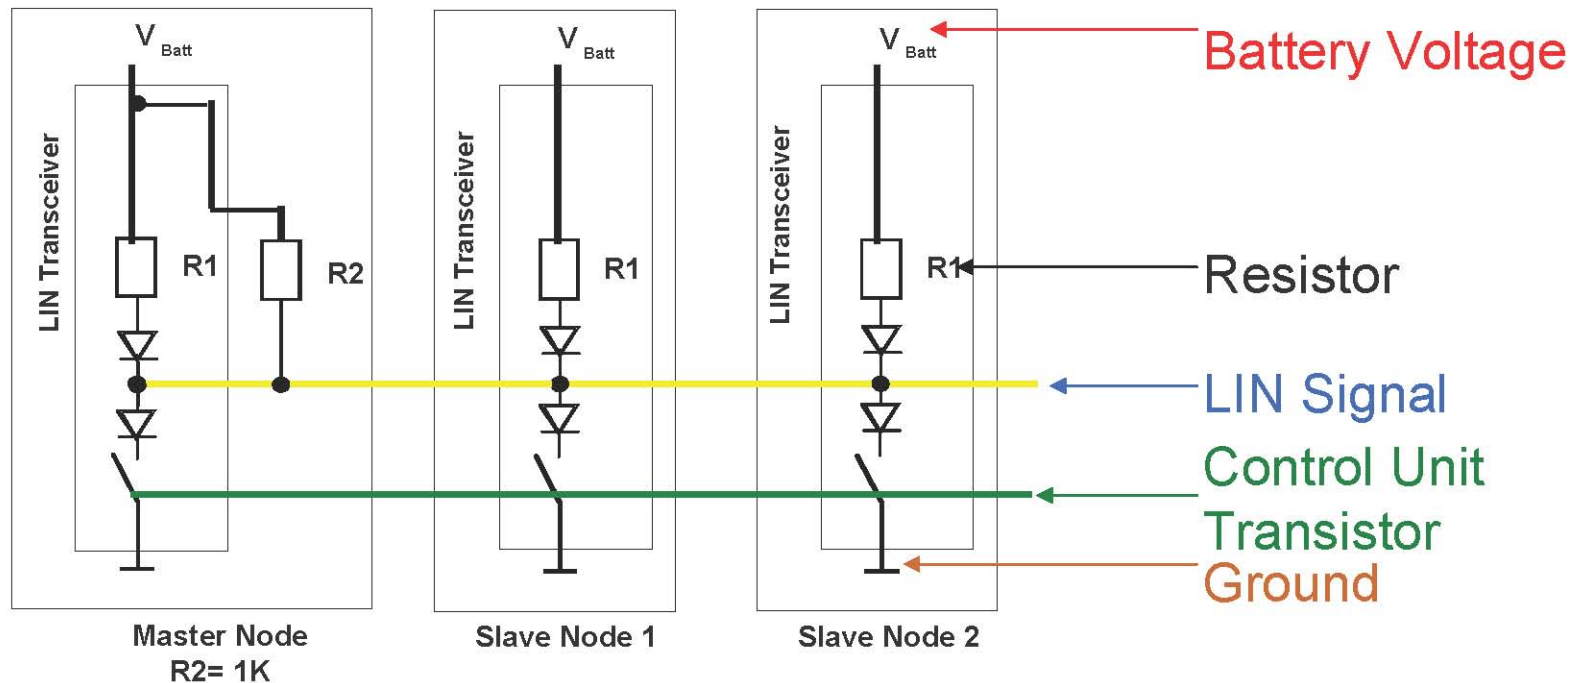 V Batt
V Batt
V Batt
Battery Voltage
LIN Transceiver
LIN Transceiver
LIN Transceiver
R1
R2
R1
R1
Resistor
LIN Signal
Control Unit
Transistor
Ground
Master Node
R2= 1K
Slave Node 1
Slave Node 2